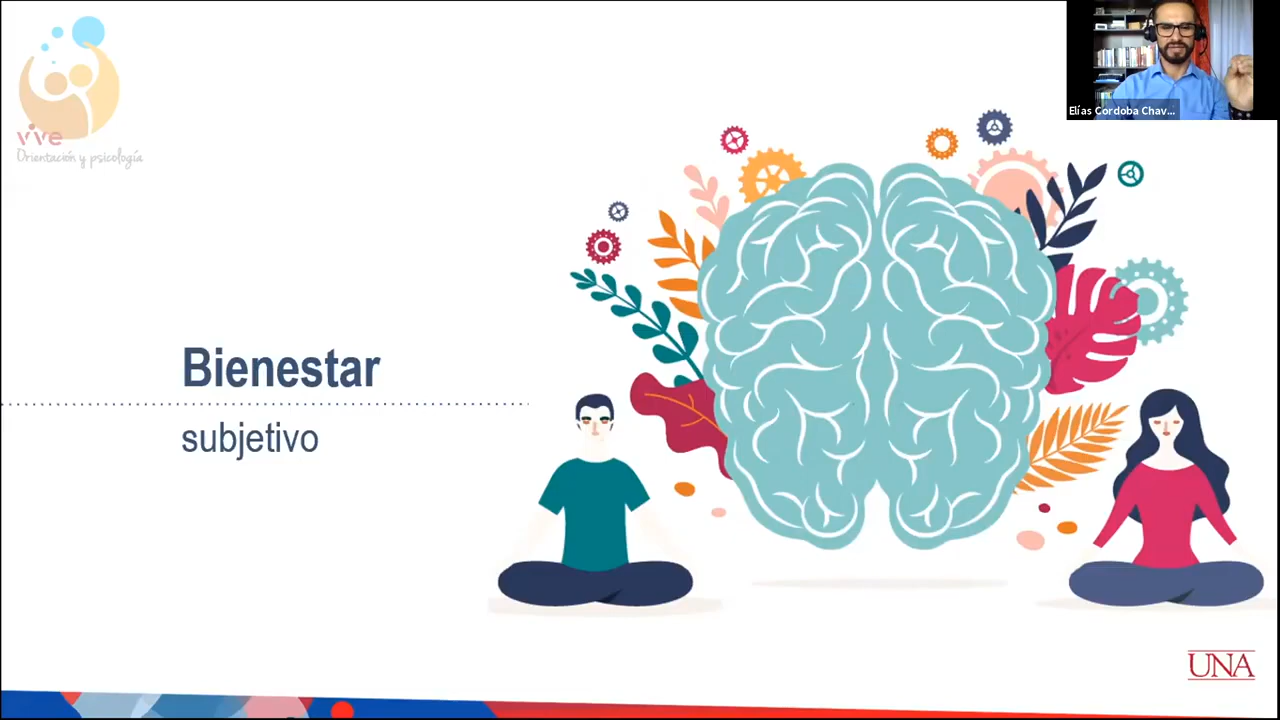 vive
Orientación y psicología
Elías Cordoba Chav...
Bienestar
subjetivo
UNA